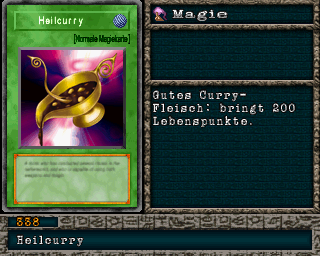 Heilcurry
[Normale Magiekarte]
Magie
Gutes Curry-
Fleisch: bringt 200
Lebenspunkte.
338
Heilcurry